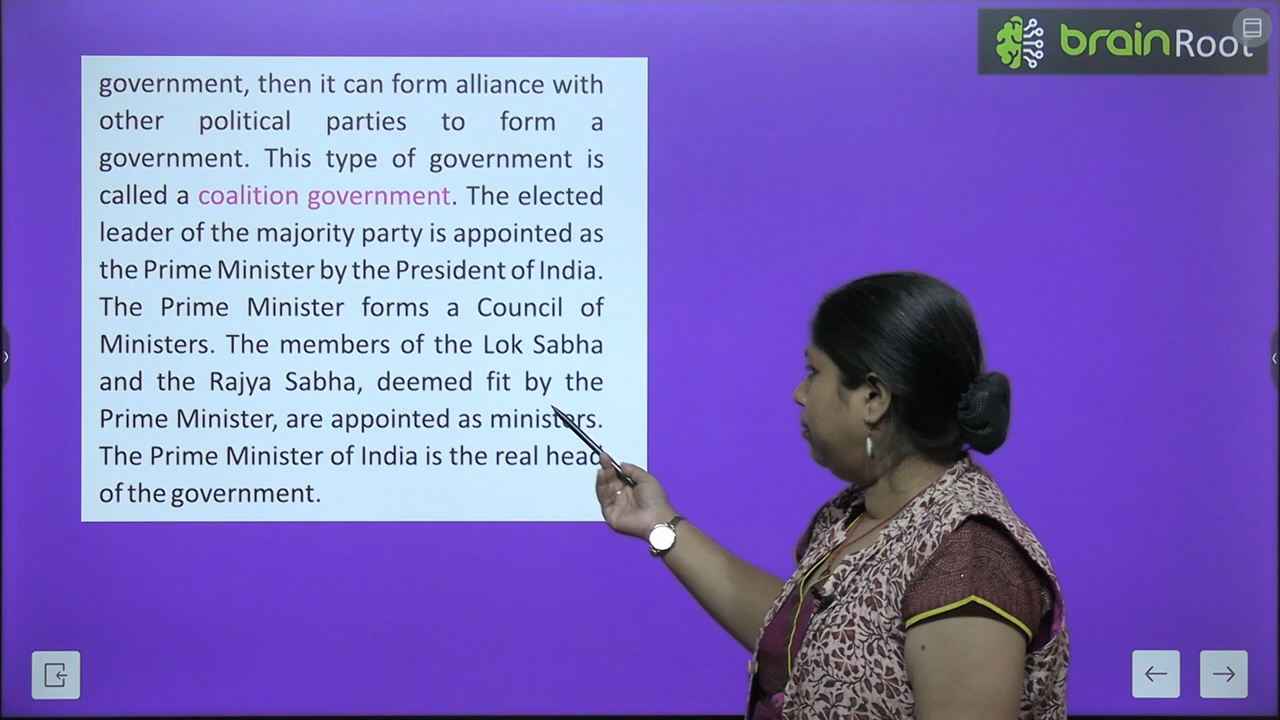 brainRoot
government, then it can form alliance with
other political parties to form a
government. This type of government is
called a coalition government. The elected
leader of the majority party is appointed as
the Prime Minister by the President of India.
The Prime Minister forms a Council of
Ministers. The members of the Lok Sabha
and the Rajya Sabha, deemed fit by the
Prime Minister, are appointed as ministers.
The Prime Minister of India is the real head
of the government.